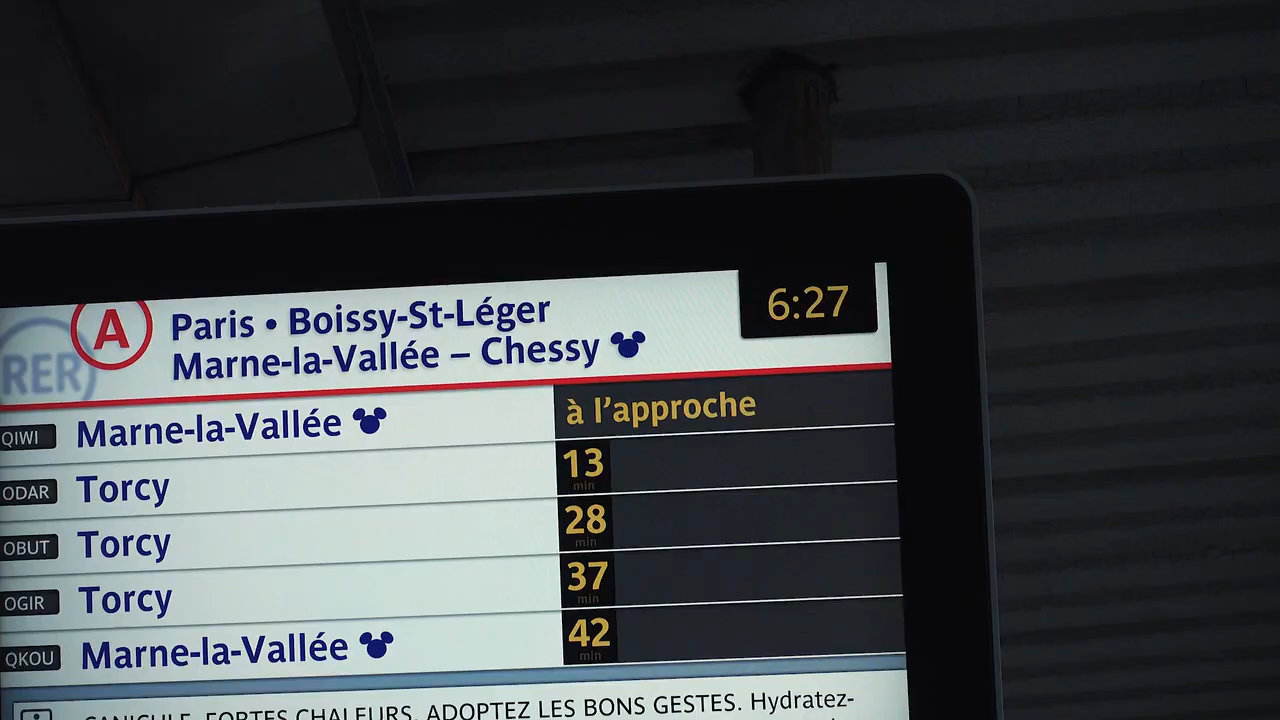 RER A Paris • Boissy-St-Léger
Marne-la-Vallée – Chessy
6:27
QIWI Marne-la-Vallée à l'approche
ODAR Torcy 13 min
OBUT Torcy 28 min
OGIR Torcy 37 min
QKOU Marne-la-Vallée 42 min
CANICULE, FORTES CHALEURS, ADOPTEZ LES BONS GESTES. Hydratez-